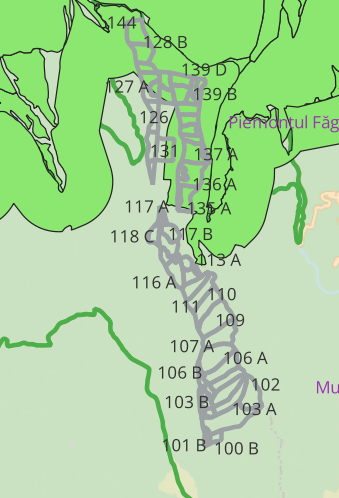 144
128 B
139 D
127 A
139 B
126
Piemontul Făg
131
137 A
136 A
117 A
135 A
118 C
117 B
113 A
116 A
110
111
109
107 A
106 A
106 B
102
Mu
103 B
103 A
101 B
100 B